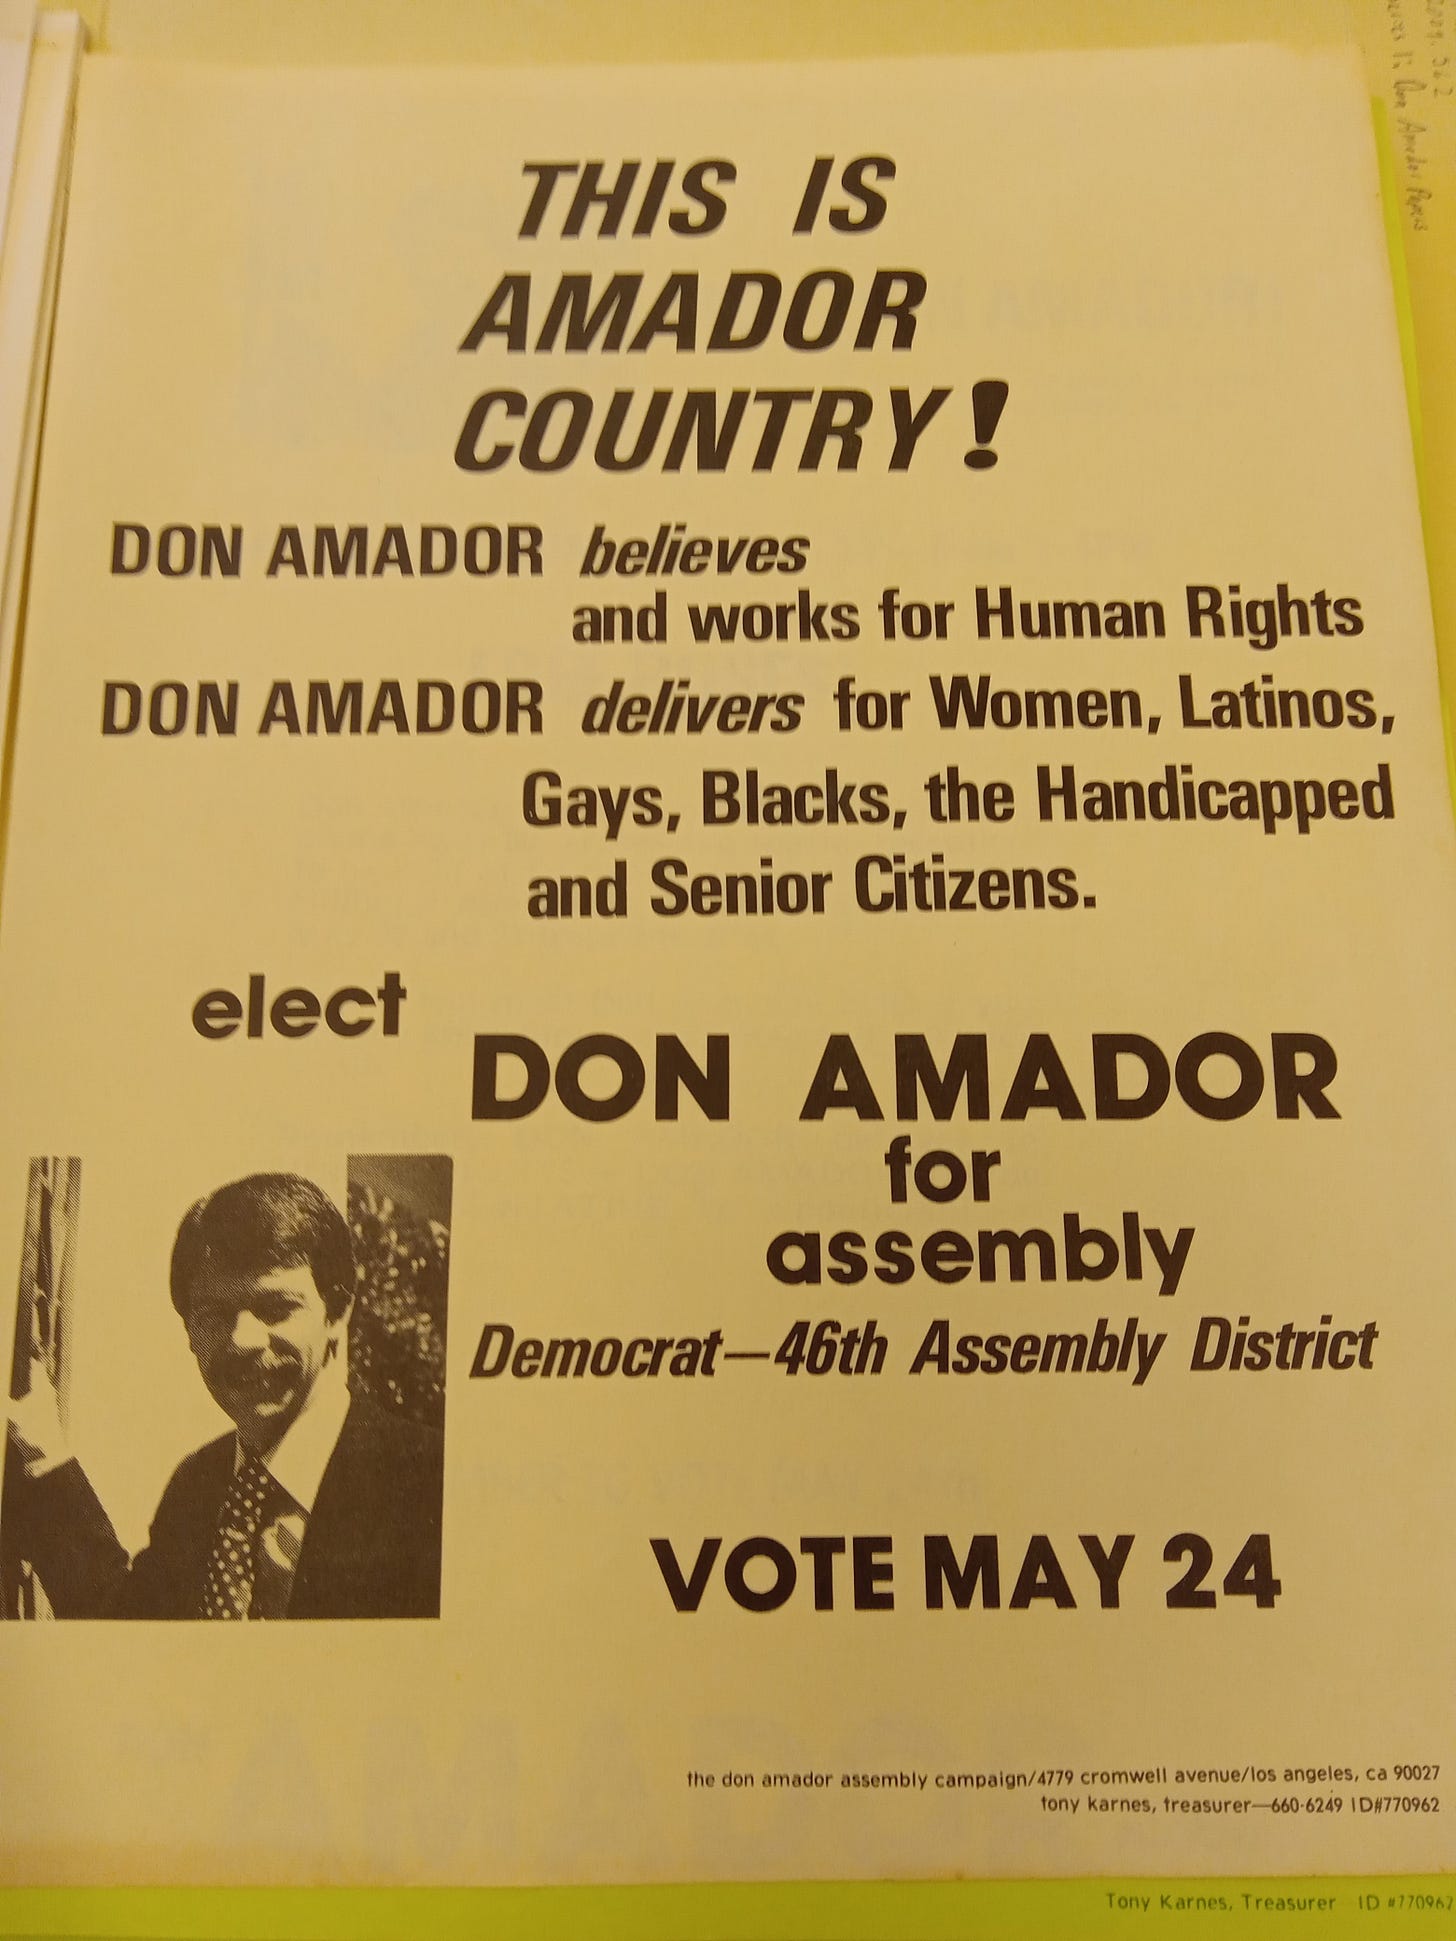 THIS IS
AMADOR
COUNTRY!
DON AMADOR believes
and works for Human Rights
DON AMADOR delivers for Women, Latinos,
Gays, Blacks, the Handicapped
and Senior Citizens.
elect
DON AMADOR
for
assembly
Democrat—46th Assembly District
VOTE MAY 24
the don amador assembly campaign/4779 cromwell avenue/los angeles, ca 90027
tony karnes, treasurer—660-6249 ID#770962
Tony Karnes, Treasurer ID #770962
Don Amador Papers